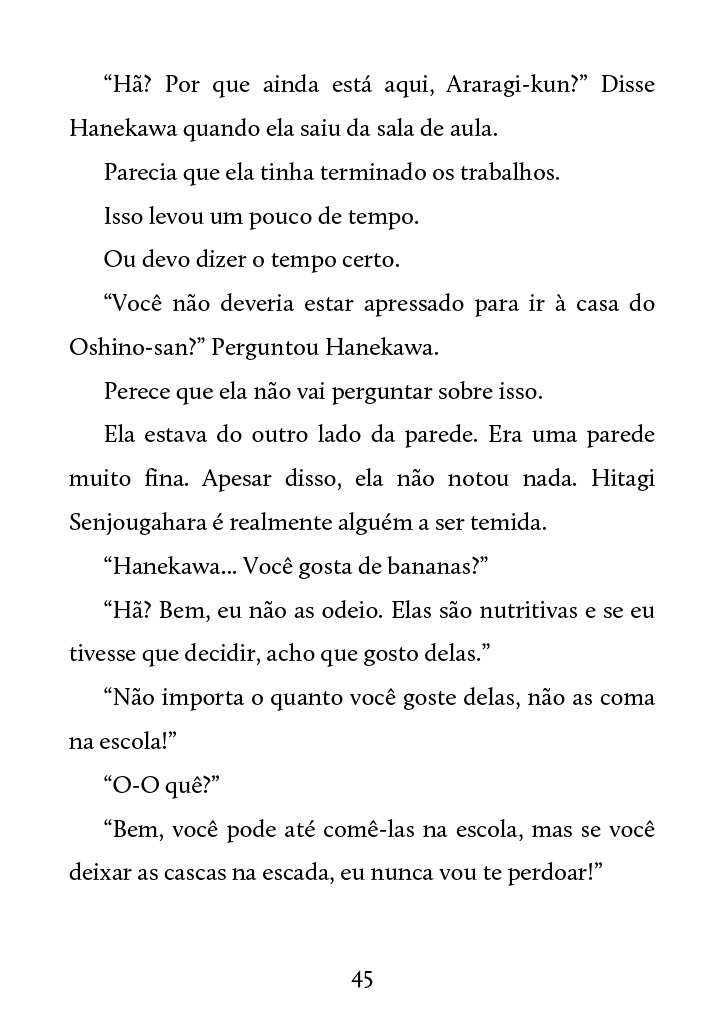 “Hã? Por que ainda está aqui, Araragi-kun?” Disse
Hanekawa quando ela saiu da sala de aula.
Parecia que ela tinha terminado os trabalhos.
Isso levou um pouco de tempo.
Ou devo dizer o tempo certo.
“Você não deveria estar apressado para ir à casa do
Oshino-san?” Perguntou Hanekawa.
Perece que ela não vai perguntar sobre isso.
Ela estava do outro lado da parede. Era uma parede
muito fina. Apesar disso, ela não notou nada. Hitagi
Senjougahara é realmente alguém a ser temida.
“Hanekawa... Você gosta de bananas?”
“Hã? Bem, eu não as odeio. Elas são nutritivas e se eu
tivesse que decidir, acho que gosto delas.”
“Não importa o quanto você goste delas, não as coma
na escola!”
“O-O quê?”
“Bem, você pode até comê-las na escola, mas se você
deixar as cascas na escada, eu nunca vou te perdoar!”
45